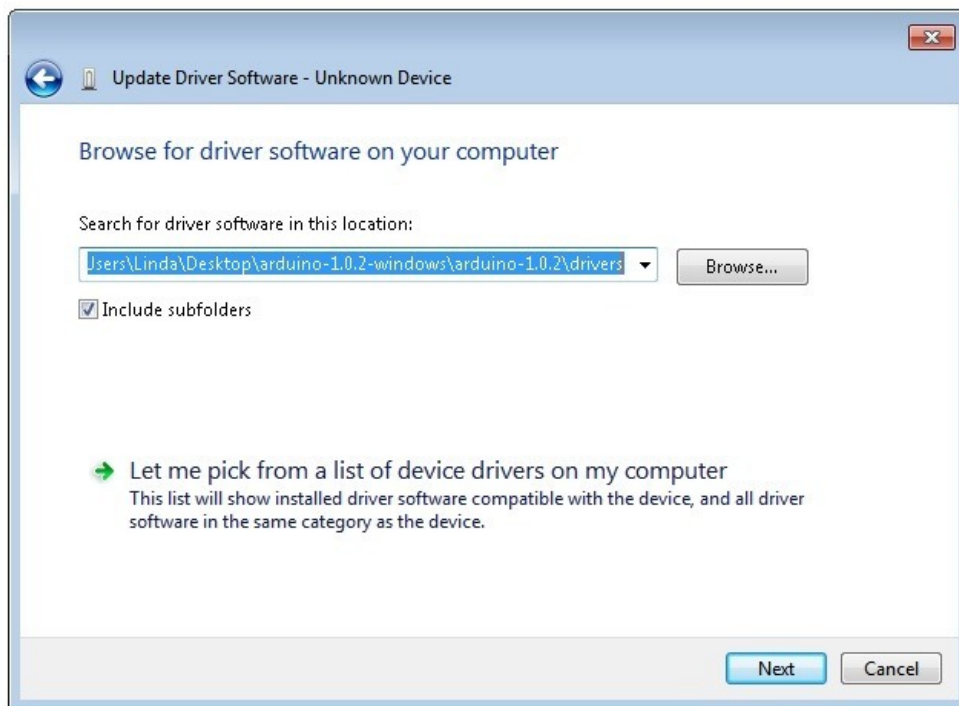 Update Driver Software - Unknown Device
Browse for driver software on your computer
Search for driver software in this location:
Users\Linda\Desktop\arduino-1.0.2-windows\arduino-1.0.2\drivers
Browse...
Include subfolders
Let me pick from a list of device drivers on my computer
This list will show installed driver software compatible with the device, and all driver
software in the same category as the device.
Next
Cancel